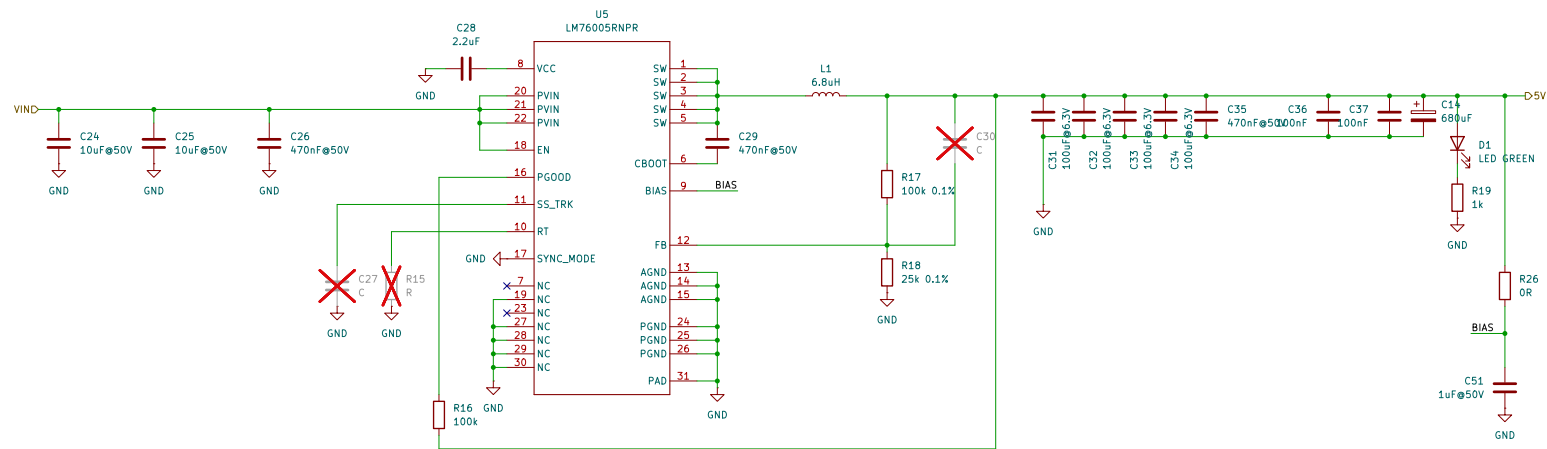 U5
LM76005RNPR
C28
2.2uF
GND
8
VCC
20
PVIN
21
PVIN
22
PVIN
18
EN
16
PGOOD
11
SS_TRK
10
RT
17
SYNC_MODE
GND
7
NC
19
NC
23
NC
27
NC
28
NC
29
NC
30
NC
GND
SW
1
SW
2
SW
3
SW
4
SW
5
CBOOT
6
BIAS
9
BIAS
FB
12
AGND
13
AGND
14
AGND
15
PGND
24
PGND
25
PGND
26
PAD
31
GND
VIN
C24
10uF@50V
GND
C25
10uF@50V
GND
C26
470nF@50V
GND
C27
C
GND
R15
R
GND
R16
100k
C29
470nF@50V
L1
6.8uH
C30
C
R17
100k 0.1%
R18
25k 0.1%
GND
C31
100uF@6.3V
C32
100uF@6.3V
C33
100uF@6.3V
C34
100uF@6.3V
C35
470nF@50V
C36
100nF
C37
100nF
+
C14
680uF
GND
D1
LED GREEN
R19
1k
GND
5V
R26
0R
BIAS
C51
1uF@50V
GND